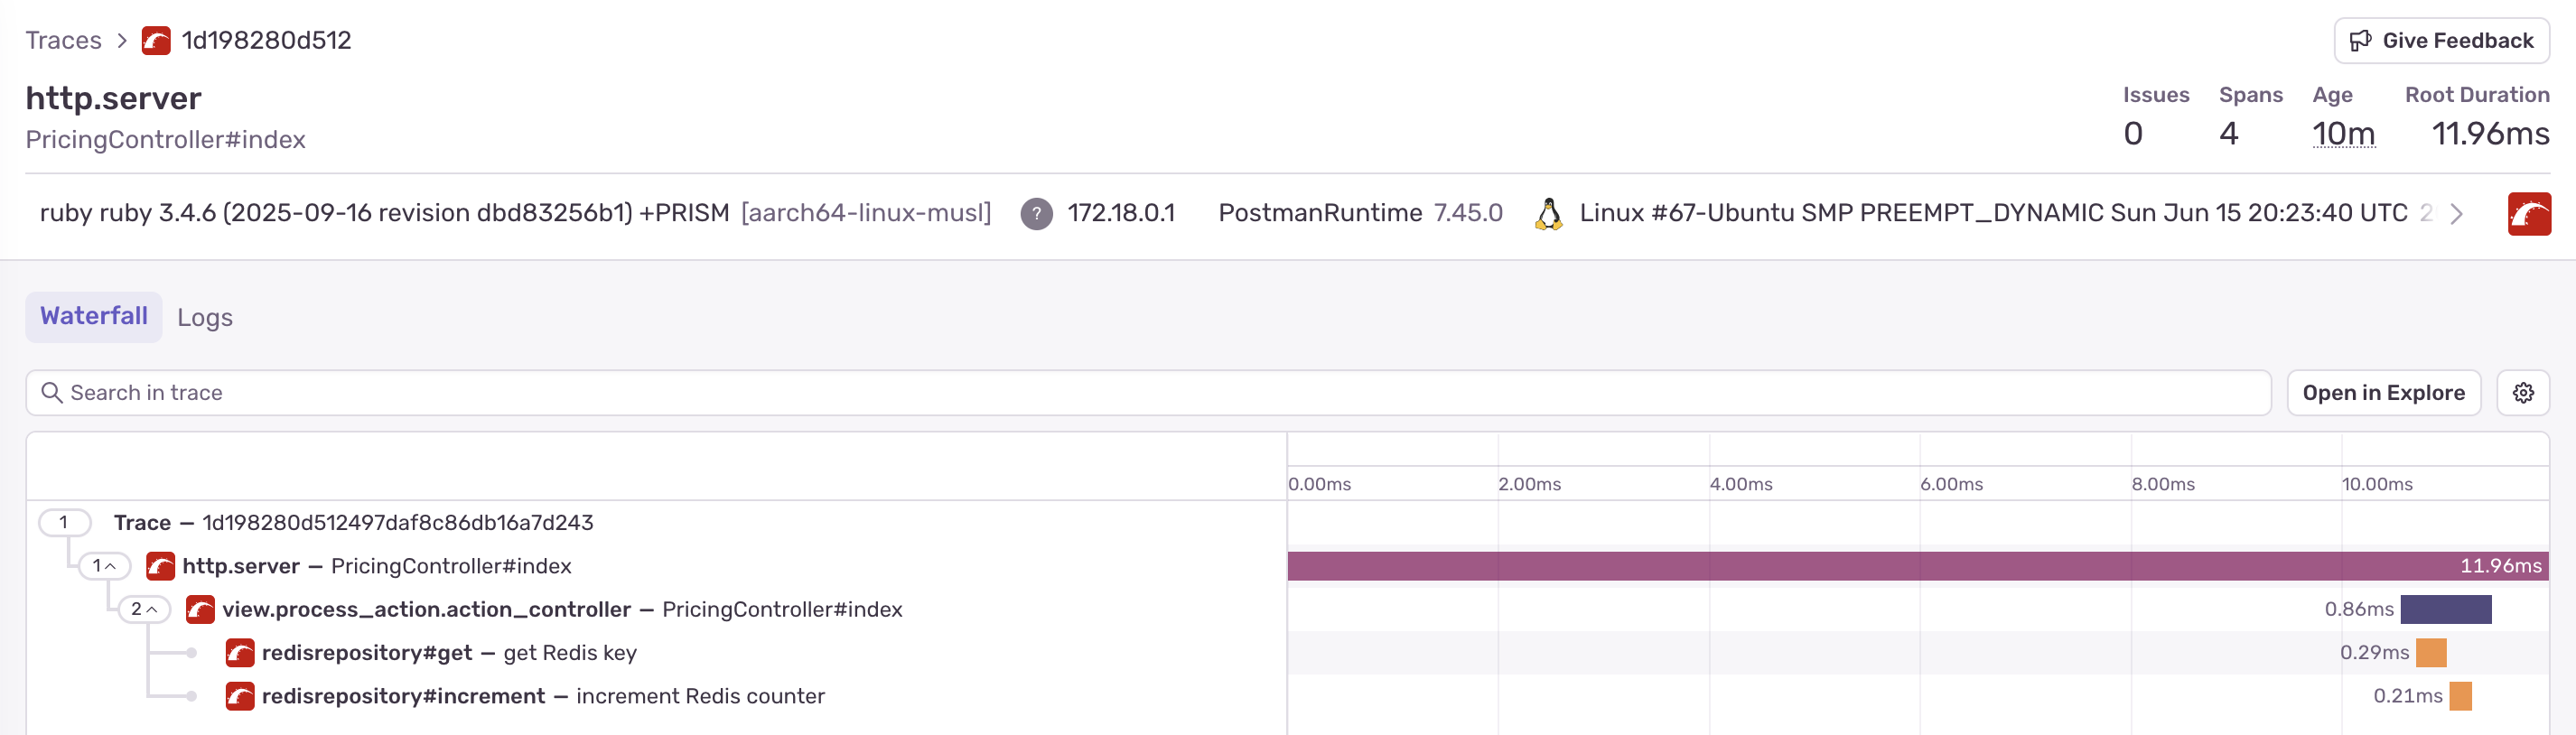 Traces > 1d198280d512
Give Feedback
http.server
PricingController#index
Issues Spans Age Root Duration
0 4 10m 11.96ms
ruby ruby 3.4.6 (2025-09-16 revision dbd83256b1) +PRISM [aarch64-linux-musl] ? 172.18.0.1 PostmanRuntime 7.45.0 Linux #67-Ubuntu SMP PREEMPT_DYNAMIC Sun Jun 15 20:23:40 UTC
Waterfall Logs
Search in trace
Open in Explore
0.00ms 2.00ms 4.00ms 6.00ms 8.00ms 10.00ms
1 Trace — 1d198280d512497daf8c86db16a7d243
1 http.server — PricingController#index 11.96ms
2 view.process_action.action_controller — PricingController#index 0.86ms
redisrepository#get — get Redis key 0.29ms
redisrepository#increment — increment Redis counter 0.21ms